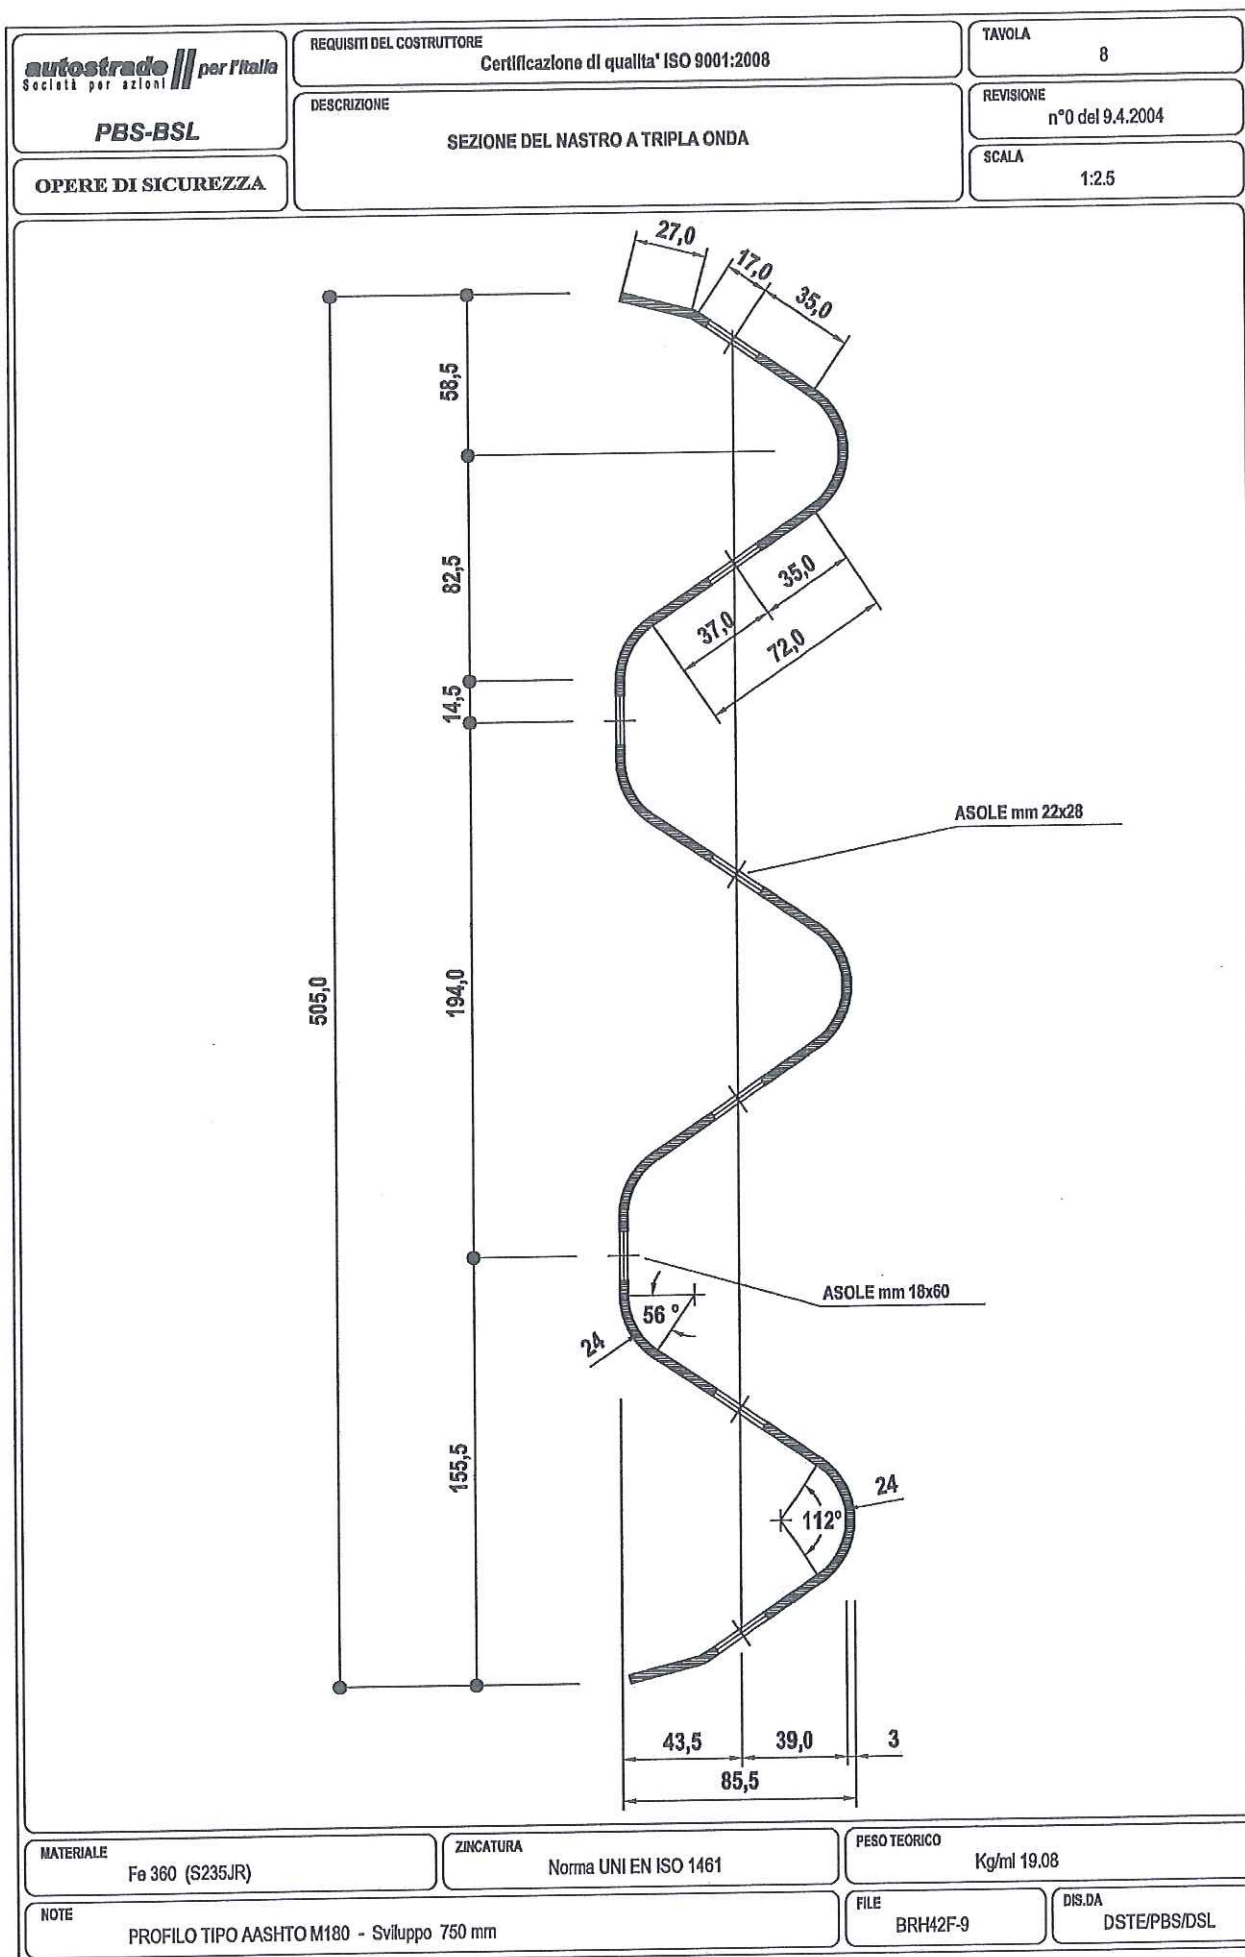 autostrade // per l'Italia
Società per azioni
PBS-BSL
OPERE DI SICUREZZA
REQUISITI DEL COSTRUTTORE
Certificazione di qualita' ISO 9001:2008
DESCRIZIONE
SEZIONE DEL NASTRO A TRIPLA ONDA
TAVOLA
8
REVISIONE
n°0 del 9.4.2004
SCALA
1:2.5
27,0
17,0
35,0
58,5
82,5
35,0
37,0
72,0
14,5
ASOLE mm 22x28
505,0
194,0
ASOLE mm 18x60
56 °
24
155,5
24
112°
43,5
39,0
3
85,5
MATERIALE
Fe 360 (S235JR)
ZINCATURA
Norma UNI EN ISO 1461
PESO TEORICO
Kg/ml 19.08
NOTE
PROFILO TIPO AASHTO M180 - Sviluppo 750 mm
FILE
BRH42F-9
DIS.DA
DSTE/PBS/DSL